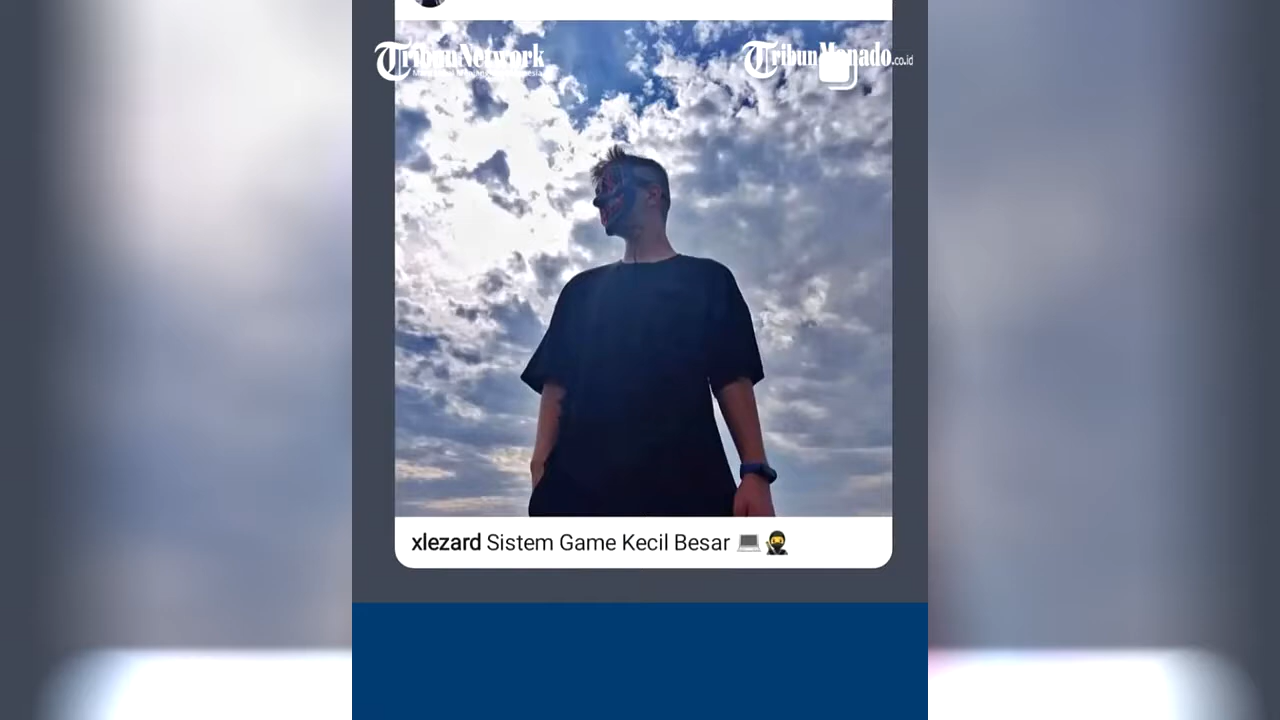 TribunNetwork
TribunManado.co.id
xlezard Sistem Game Kecil Besar 💻🥷